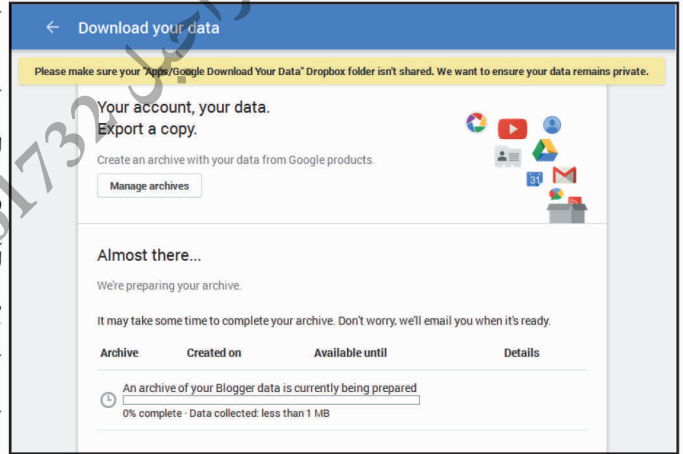 ← Download your data
Please make sure your "Apps/Google Download Your Data" Dropbox folder isn't shared. We want to ensure your data remains private.
Your account, your data.
Export a copy.
Create an archive with your data from Google products.
Manage archives
31
Almost there...
We're preparing your archive.
It may take some time to complete your archive. Don't worry, we'll email you when it's ready.
Archive Created on Available until Details
An archive of your Blogger data is currently being prepared
0% complete · Data collected: less than 1 MB
1732